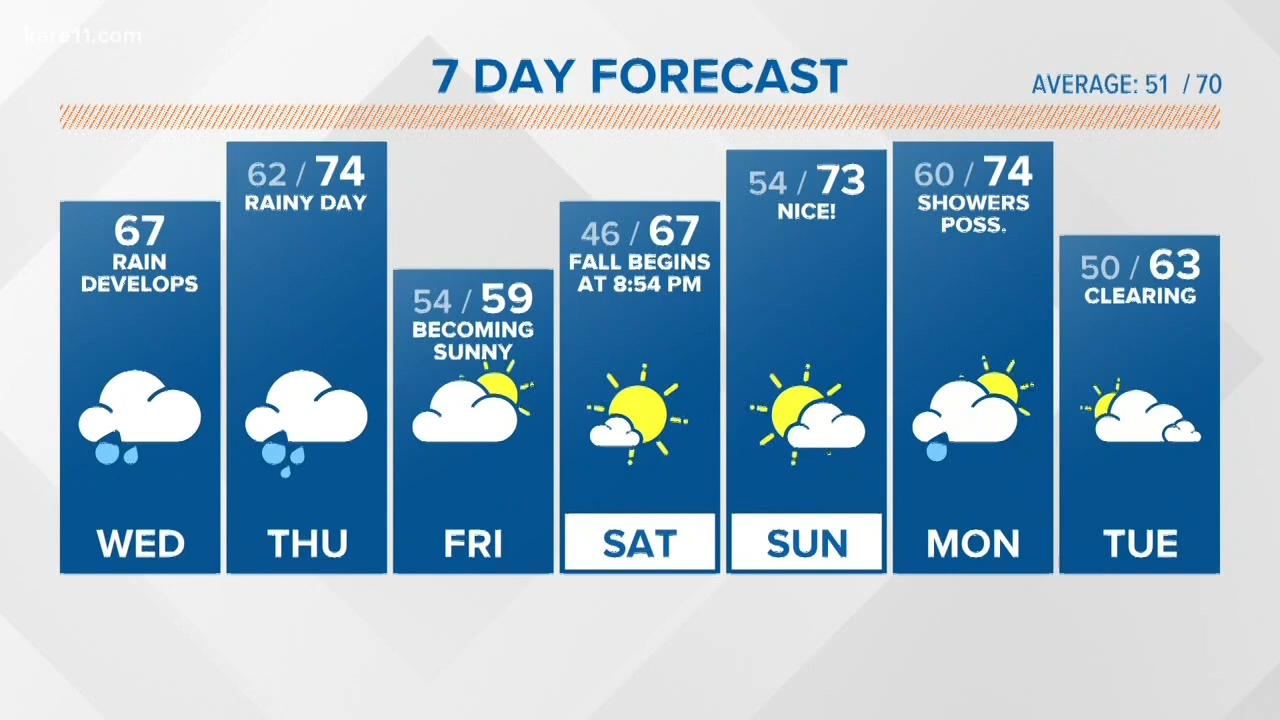 kare11.com
7 DAY FORECAST
AVERAGE: 51 / 70
67
RAIN
DEVELOPS
WED
62 / 74
RAINY DAY
THU
54 / 59
BECOMING
SUNNY
FRI
46 / 67
FALL BEGINS
AT 8:54 PM
SAT
54 / 73
NICE!
SUN
60 / 74
SHOWERS
POSS.
MON
50 / 63
CLEARING
TUE